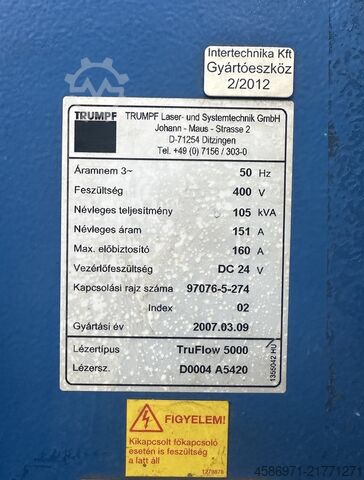 Intertechnika Kft
Gyártóeszköz
2/2012
TRUMPF
TRUMPF Laser- und Systemtechnik GmbH
Johann - Maus - Strasse 2
D-71254 Ditzingen
Tel. +49 (0) 7156 / 303-0
Áramnem 3~ 50 Hz
Feszültség 400 V
Névleges teljesítmény 105 kVA
Névleges áram 151 A
Max. előbiztosító 160 A
Vezérlőfeszültség DC 24 V
Kapcsolási rajz száma 97076-5-274
Index 02
Gyártási év 2007.03.09
Lézertípus TruFlow 5000
Lézersz. D0004 A5420
1355042 HU
FIGYELEM!
Kikapcsolt főkapcsoló
esetén is feszültség
a latt áll
1279878
4586971-21771271